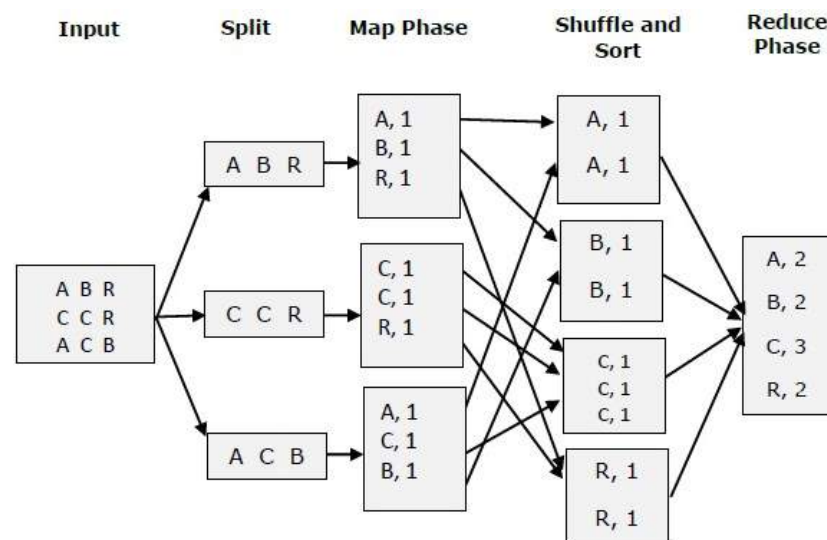 Input
Split
Map Phase
Shuffle and
Sort
Reduce
Phase
A B R
C C R
A C B
A B R
C C R
A C B
A, 1
B, 1
R, 1
C, 1
C, 1
R, 1
A, 1
C, 1
B, 1
A, 1
A, 1
B, 1
B, 1
C, 1
C, 1
C, 1
R, 1
R, 1
A, 2
B, 2
C, 3
R, 2